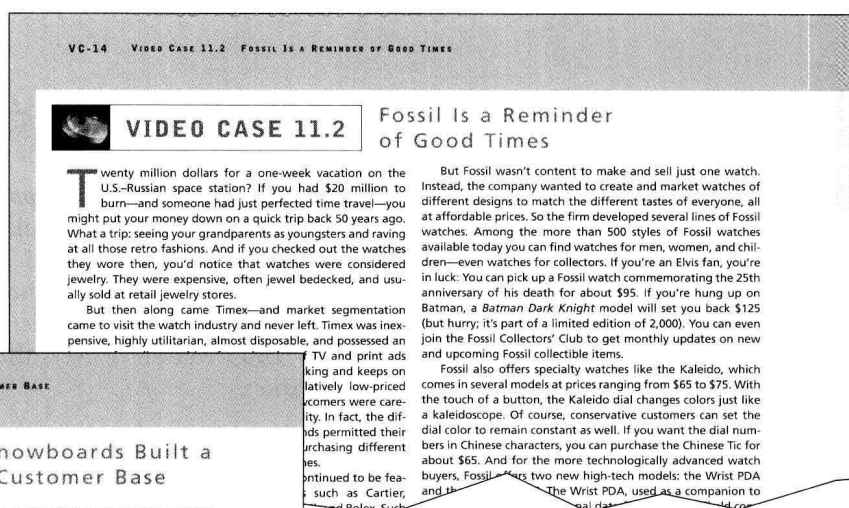 VC-14 VIDEO CASE 11.2 FOSSIL IS A REMINDER OF GOOD TIMES
VIDEO CASE 11.2
Fossil Is a Reminder
of Good Times
Twenty million dollars for a one-week vacation on the
U.S.–Russian space station? If you had $20 million to
burn—and someone had just perfected time travel—you
might put your money down on a quick trip back 50 years ago.
What a trip: seeing your grandparents as youngsters and raving
at all those retro fashions. And if you checked out the watches
they wore then, you'd notice that watches were considered
jewelry. They were expensive, often jewel bedecked, and usu-
ally sold at retail jewelry stores.
But then along came Timex—and market segmentation
came to visit the watch industry and never left. Timex was inex-
pensive, highly utilitarian, almost disposable, and possessed an
TV and print ads
king and keeps on
latively low-priced
comers were care-
ity. In fact, the dif-
nds permitted their
urchasing different
es.
ontinued to be fea-
such as Cartier,
and Rolex. Such
But Fossil wasn't content to make and sell just one watch.
Instead, the company wanted to create and market watches of
different designs to match the different tastes of everyone, all
at affordable prices. So the firm developed several lines of Fossil
watches. Among the more than 500 styles of Fossil watches
available today you can find watches for men, women, and chil-
dren—even watches for collectors. If you're an Elvis fan, you're
in luck: You can pick up a Fossil watch commemorating the 25th
anniversary of his death for about $95. If you're hung up on
Batman, a Batman Dark Knight model will set you back $125
(but hurry; it's part of a limited edition of 2,000). You can even
join the Fossil Collectors' Club to get monthly updates on new
and upcoming Fossil collectible items.
Fossil also offers specialty watches like the Kaleido, which
comes in several models at prices ranging from $65 to $75. With
the touch of a button, the Kaleido dial changes colors just like
a kaleidoscope. Of course, conservative customers can set the
dial color to remain constant as well. If you want the dial num-
bers in Chinese characters, you can purchase the Chinese Tic for
about $65. And for the more technologically advanced watch
buyers, Fossil offers two new high-tech models: the Wrist PDA
and The Wrist PDA, used as a companion to
MER BASE
nowboards Built a
Customer Base